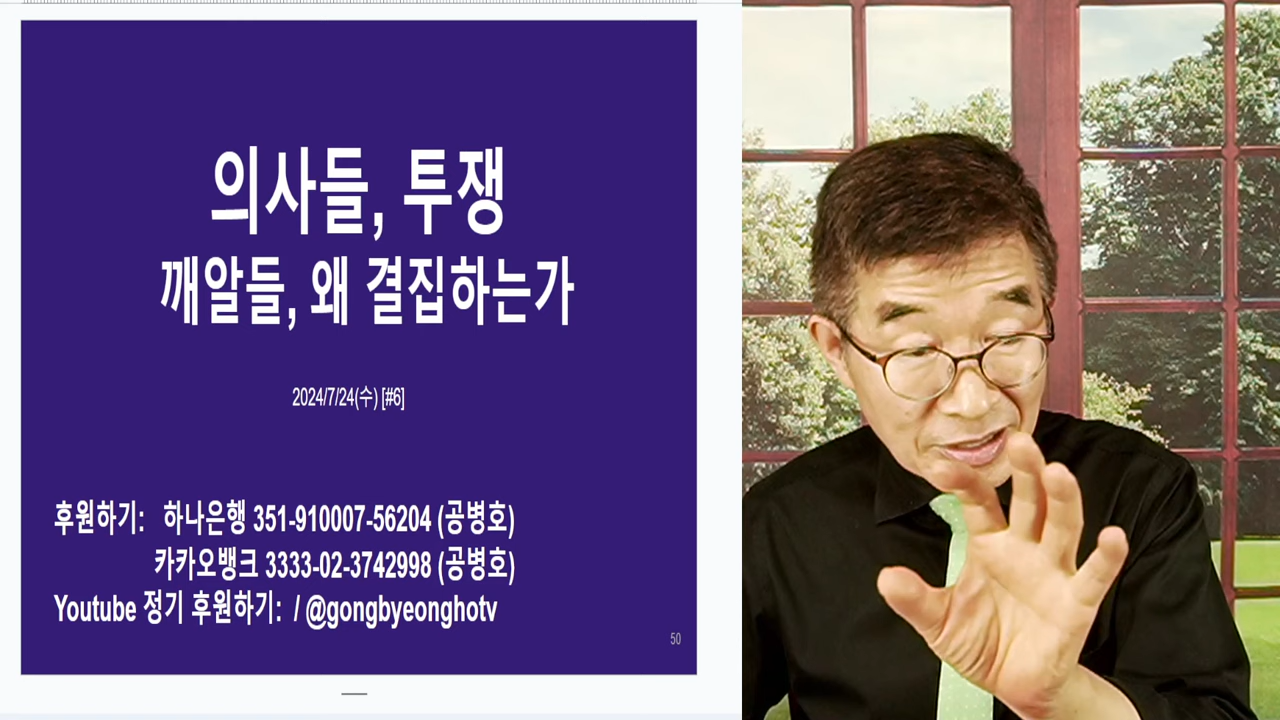 의사들, 투쟁
깨알들, 왜 결집하는가
2024/7/24(수) [#6]
후원하기: 하나은행 351-910007-56204 (공병호)
카카오뱅크 3333-02-3742998 (공병호)
Youtube 정기 후원하기: / @gongbyeonghotv
50